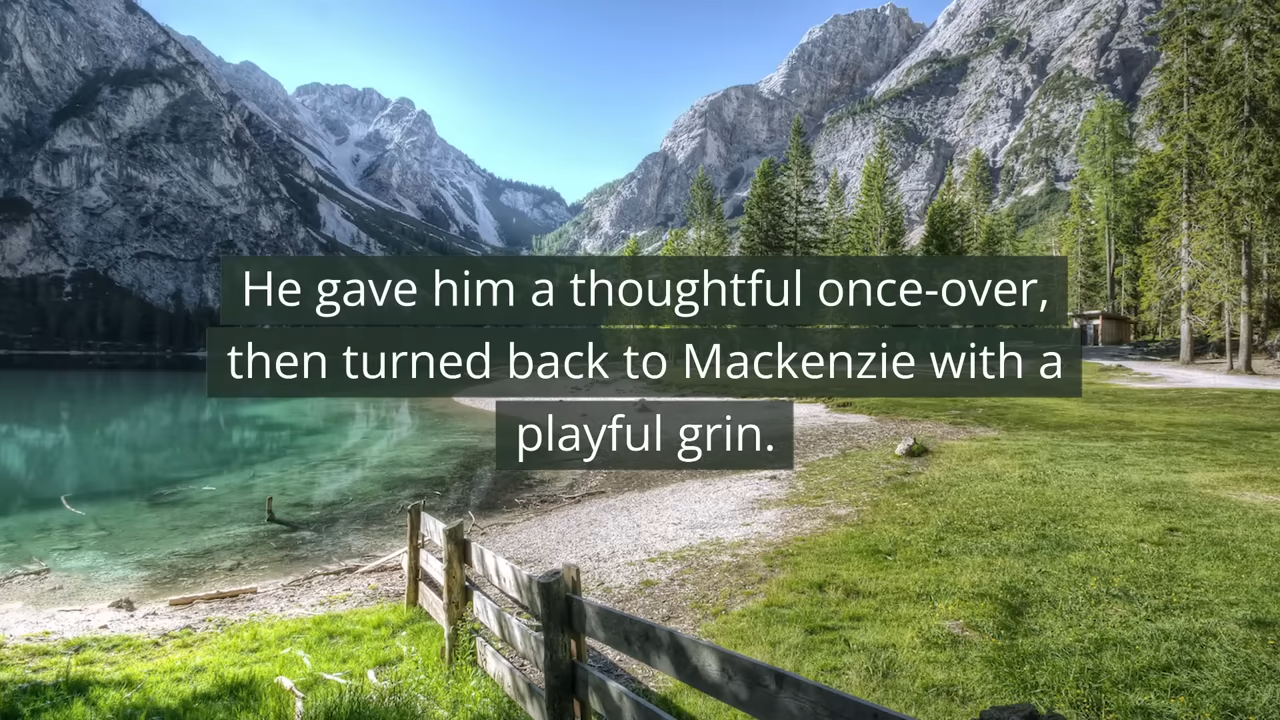 He gave him a thoughtful once-over,
then turned back to Mackenzie with a
playful grin.